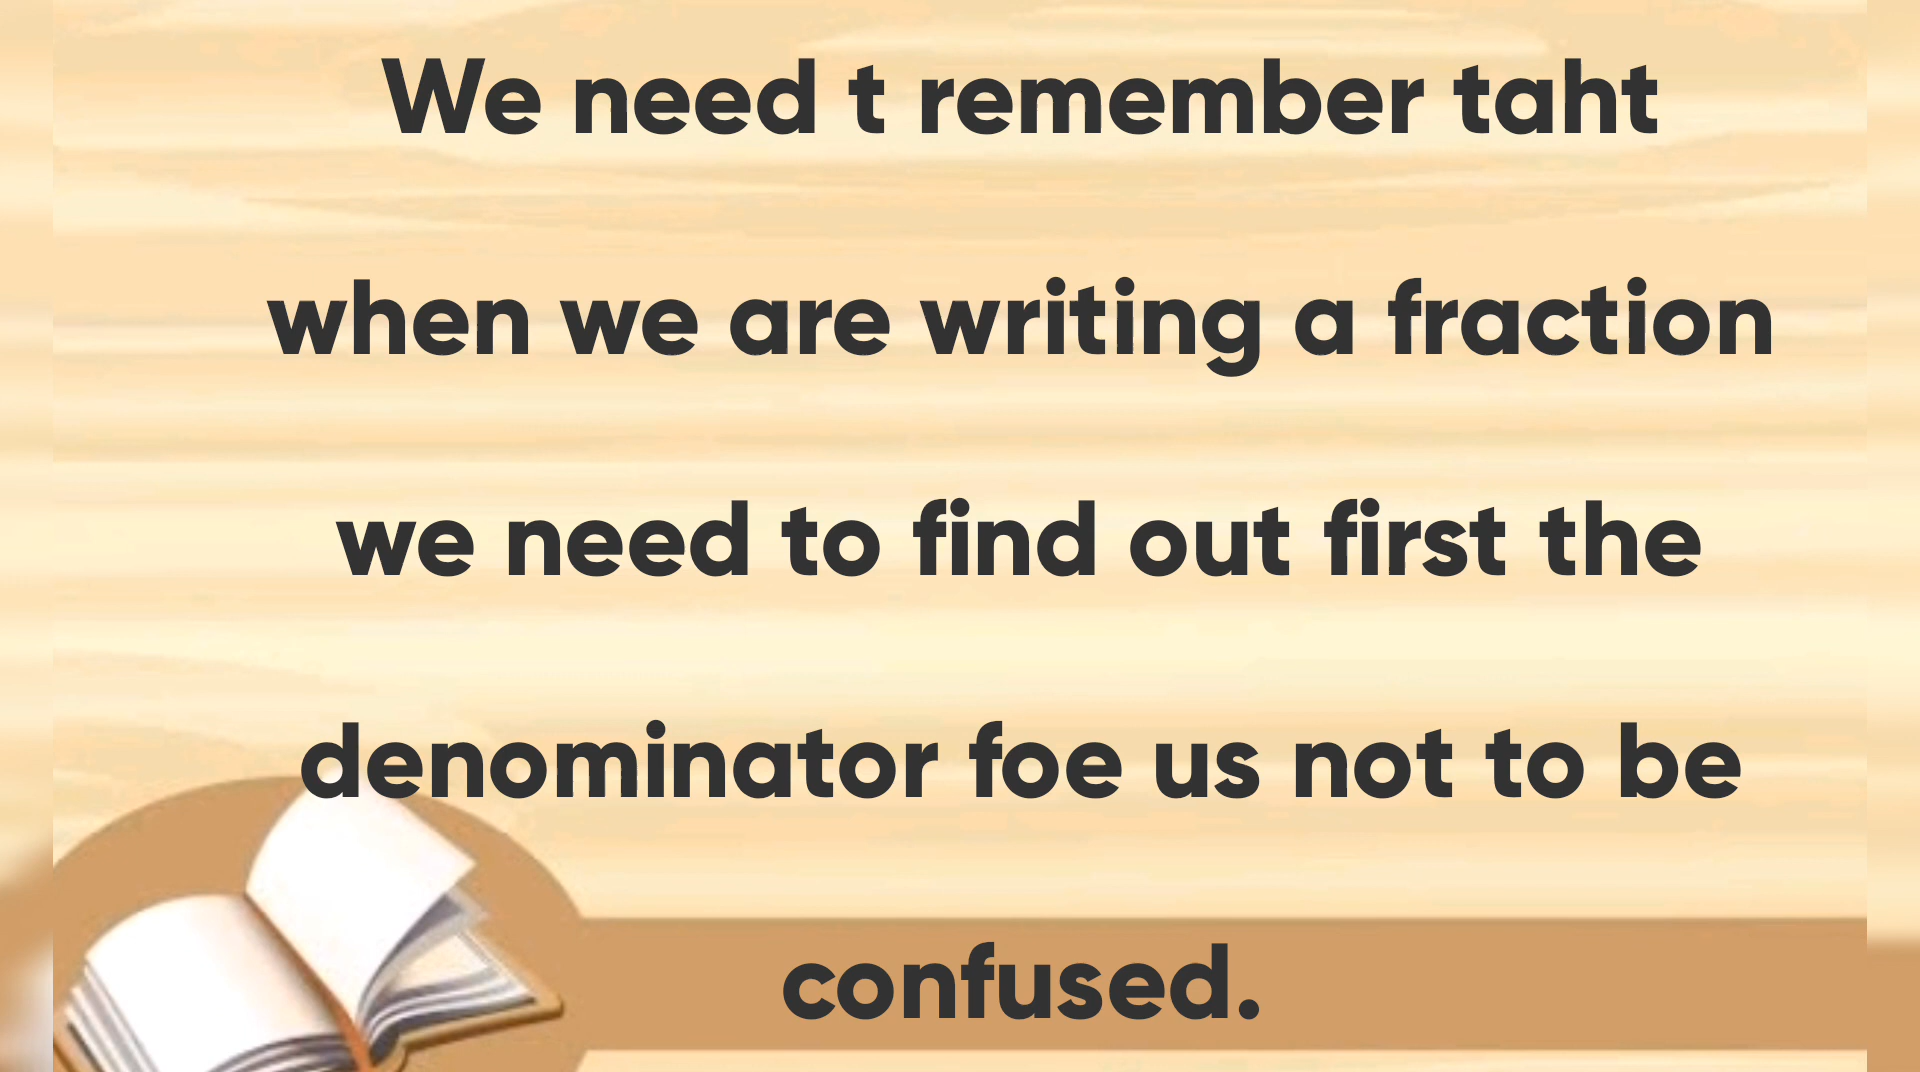 We need t remember taht
when we are writing a fraction
we need to find out first the
denominator foe us not to be
confused.